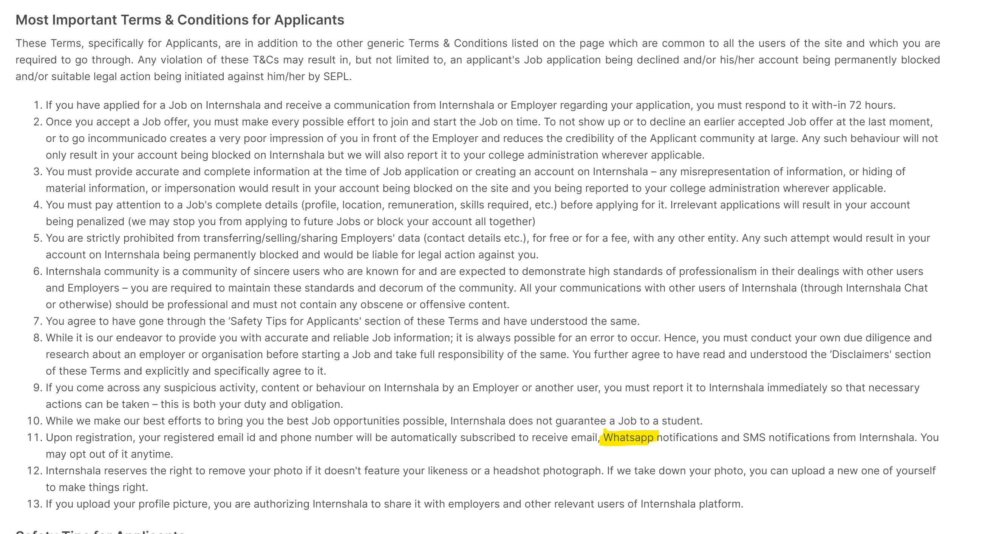 Most Important Terms & Conditions for Applicants
These Terms, specifically for Applicants, are in addition to the other generic Terms & Conditions listed on the page which are common to all the users of the site and which you are
required to go through. Any violation of these T&Cs may result in, but not limited to, an applicant's Job application being declined and/or his/her account being permanently blocked
and/or suitable legal action being initiated against him/her by SEPL.
1. If you have applied for a Job on Internshala and receive a communication from Internshala or Employer regarding your application, you must respond to it with-in 72 hours.
2. Once you accept a Job offer, you must make every possible effort to join and start the Job on time. To not show up or to decline an earlier accepted Job offer at the last moment,
or to go incommunicado creates a very poor impression of you in front of the Employer and reduces the credibility of the Applicant community at large. Any such behaviour will not
only result in your account being blocked on Internshala but we will also report it to your college administration wherever applicable.
3. You must provide accurate and complete information at the time of Job application or creating an account on Internshala – any misrepresentation of information, or hiding of
material information, or impersonation would result in your account being blocked on the site and you being reported to your college administration wherever applicable.
4. You must pay attention to a Job's complete details (profile, location, remuneration, skills required, etc.) before applying for it. Irrelevant applications will result in your account
being penalized (we may stop you from applying to future Jobs or block your account all together)
5. You are strictly prohibited from transferring/selling/sharing Employers' data (contact details etc.), for free or for a fee, with any other entity. Any such attempt would result in your
account on Internshala being permanently blocked and would be liable for legal action against you.
6. Internshala community is a community of sincere users who are known for and are expected to demonstrate high standards of professionalism in their dealings with other users
and Employers – you are required to maintain these standards and decorum of the community. All your communications with other users of Internshala (through Internshala Chat
or otherwise) should be professional and must not contain any obscene or offensive content.
7. You agree to have gone through the ‘Safety Tips for Applicants' section of these Terms and have understood the same.
8. While it is our endeavor to provide you with accurate and reliable Job information; it is always possible for an error to occur. Hence, you must conduct your own due diligence and
research about an employer or organisation before starting a Job and take full responsibility of the same. You further agree to have read and understood the ‘Disclaimers' section
of these Terms and explicitly and specifically agree to it.
9. If you come across any suspicious activity, content or behaviour on Internshala by an Employer or another user, you must report it to Internshala immediately so that necessary
actions can be taken – this is both your duty and obligation.
10. While we make our best efforts to bring you the best Job opportunities possible, Internshala does not guarantee a Job to a student.
11. Upon registration, your registered email id and phone number will be automatically subscribed to receive email, Whatsapp notifications and SMS notifications from Internshala. You
may opt out of it anytime.
12. Internshala reserves the right to remove your photo if it doesn't feature your likeness or a headshot photograph. If we take down your photo, you can upload a new one of yourself
to make things right.
13. If you upload your profile picture, you are authorizing Internshala to share it with employers and other relevant users of Internshala platform.
Safety Tips for Applicants